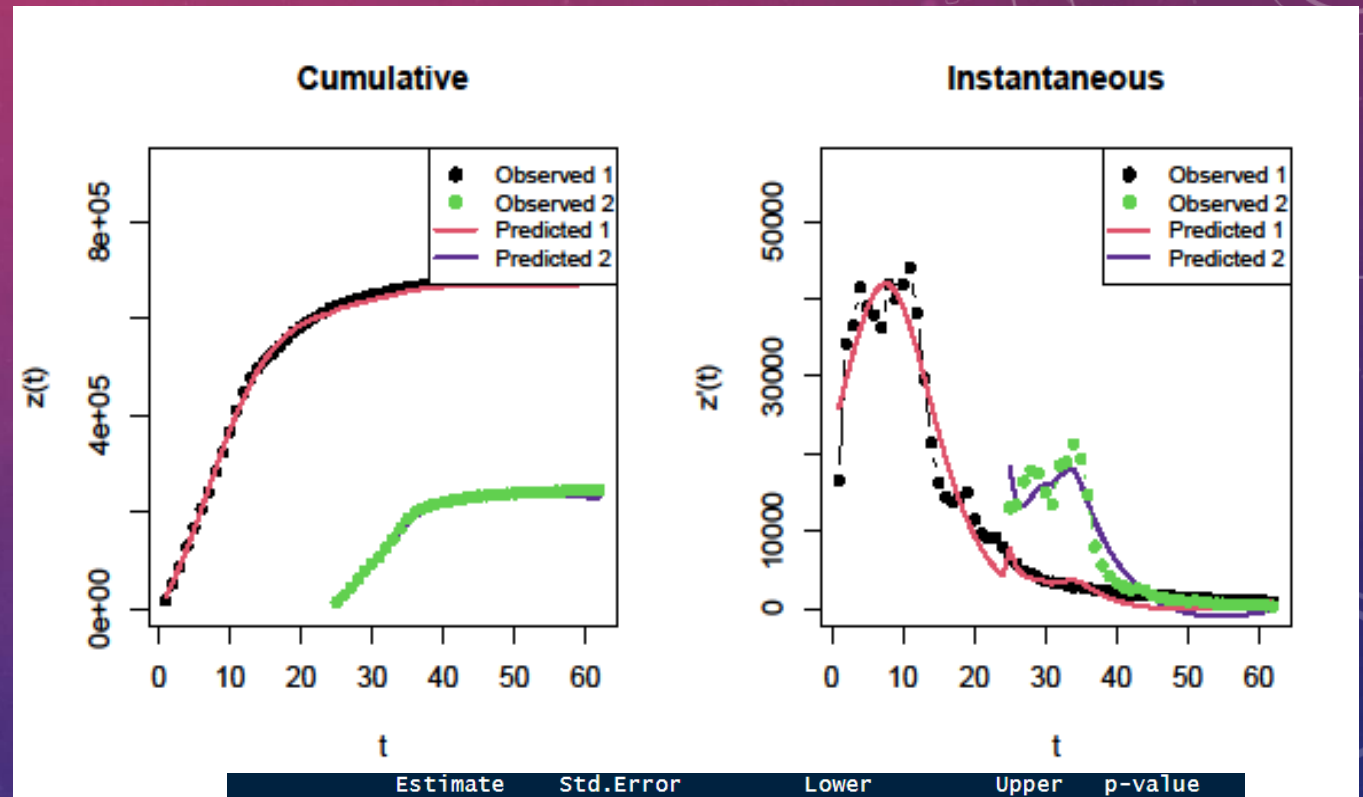 Cumulative
z(t)
8e+05
4e+05
0e+00
0 10 20 30 40 50 60
t
Observed 1
Observed 2
Predicted 1
Predicted 2
Instantaneous
z'(t)
50000
30000
10000
0
0 10 20 30 40 50 60
t
Observed 1
Observed 2
Predicted 1
Predicted 2
Estimate Std.Error Lower Upper p-value